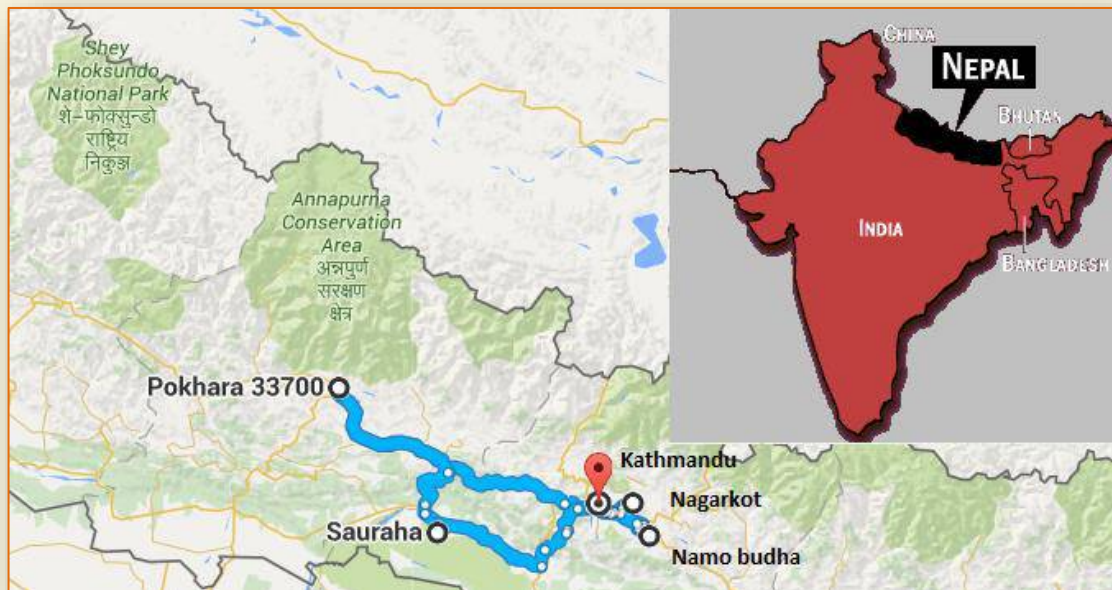 Shey
Phoksundo
National Park
शे-फोक्सुन्डो
राष्ट्रिय
निकुञ्ज
Annapurna
Conservation
Area
अन्नपुर्ण
संरक्षण
क्षेत्र
Pokhara 33700
Sauraha
Kathmandu
Nagarkot
Namo budha
CHINA
NEPAL
BHUTAN
INDIA
BANGLADESH